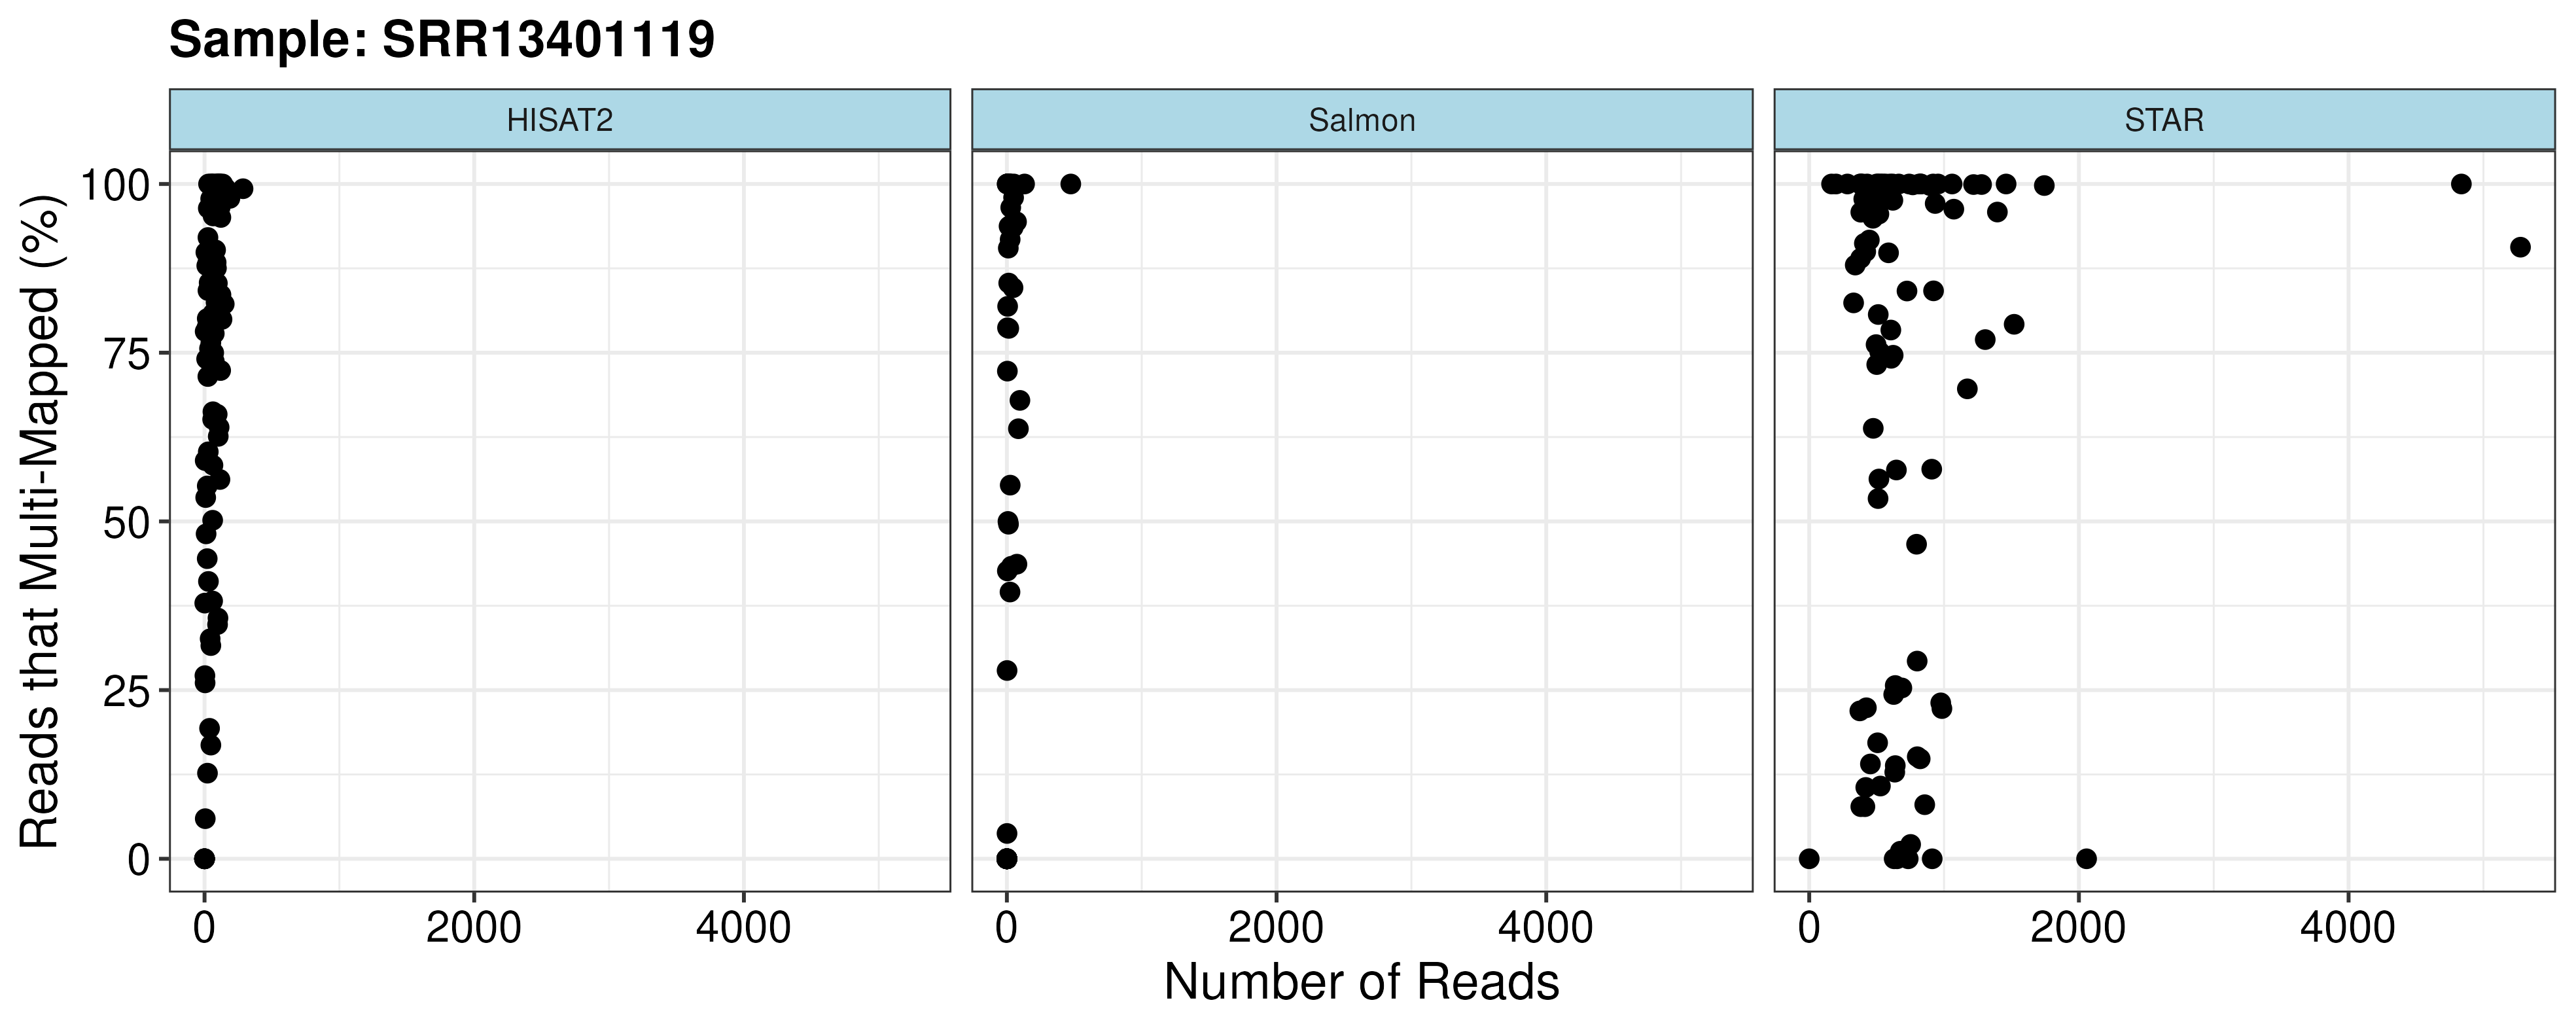 Sample: SRR13401119
HISAT2
Salmon
STAR
Reads that Multi-Mapped (%)
100
75
50
25
0
0 2000 4000
0 2000 4000
0 2000 4000
Number of Reads